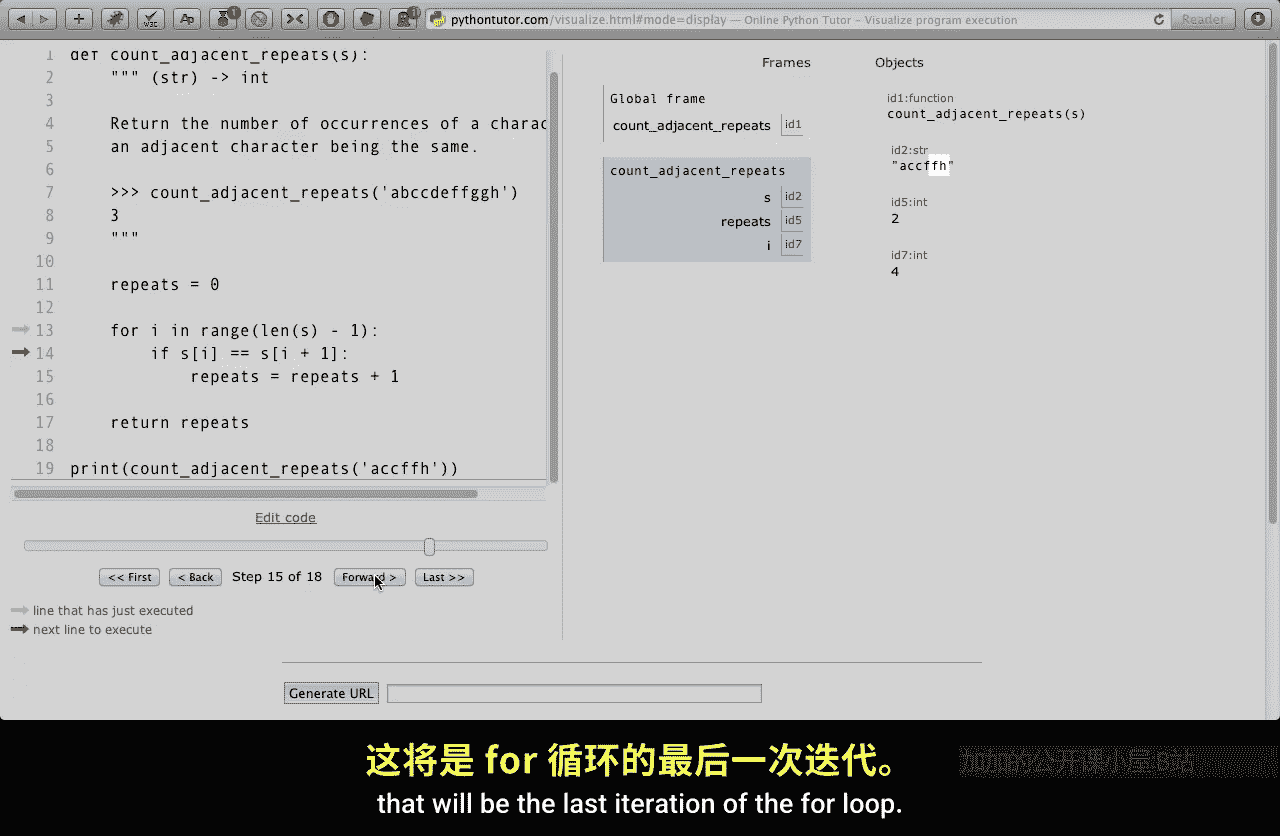 pythontutor.com/visualize.html#mode=display — Online Python Tutor – Visualize program execution
Reader
1 def count_adjacent_repeats(s):
2 """ (str) -> int
3
4 Return the number of occurrences of a charac
5 an adjacent character being the same.
6
7 >>> count_adjacent_repeats('abccdeffggh')
8 3
9 """
10
11 repeats = 0
12
13 for i in range(len(s) - 1):
14 if s[i] == s[i + 1]:
15 repeats = repeats + 1
16
17 return repeats
18
19 print(count_adjacent_repeats('accffh'))
Edit code
<< First
< Back
Step 15 of 18
Forward >
Last >>
line that has just executed
next line to execute
Frames
Objects
Global frame
count_adjacent_repeats id1
count_adjacent_repeats
s id2
repeats id5
i id7
id1:function
count_adjacent_repeats(s)
id2:str
"accffh"
id5:int
2
id7:int
4
Generate URL
这将是 for 循环的最后一次迭代。
that will be the last iteration of the for loop.